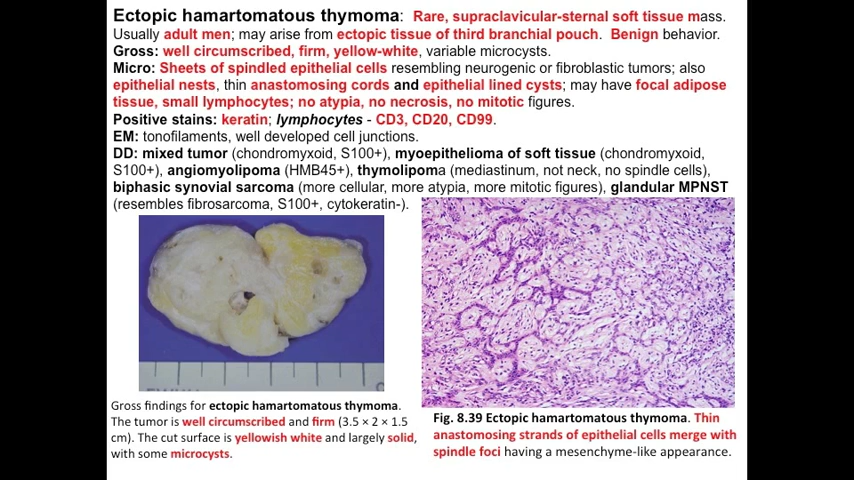 Ectopic hamartomatous thymoma: Rare, supraclavicular-sternal soft tissue mass.
Usually adult men; may arise from ectopic tissue of third branchial pouch. Benign behavior.
Gross: well circumscribed, firm, yellow-white, variable microcysts.
Micro: Sheets of spindled epithelial cells resembling neurogenic or fibroblastic tumors; also
epithelial nests, thin anastomosing cords and epithelial lined cysts; may have focal adipose
tissue, small lymphocytes; no atypia, no necrosis, no mitotic figures.
Positive stains: keratin; lymphocytes - CD3, CD20, CD99.
EM: tonofilaments, well developed cell junctions.
DD: mixed tumor (chondromyxoid, S100+), myoepithelioma of soft tissue (chondromyxoid,
S100+), angiomyolipoma (HMB45+), thymolipoma (mediastinum, not neck, no spindle cells),
biphasic synovial sarcoma (more cellular, more atypia, more mitotic figures), glandular MPNST
(resembles fibrosarcoma, S100+, cytokeratin-).
Gross findings for ectopic hamartomatous thymoma.
The tumor is well circumscribed and firm (3.5 × 2 × 1.5
cm). The cut surface is yellowish white and largely solid,
with some microcysts.
Fig. 8.39 Ectopic hamartomatous thymoma. Thin
anastomosing strands of epithelial cells merge with
spindle foci having a mesenchyme-like appearance.